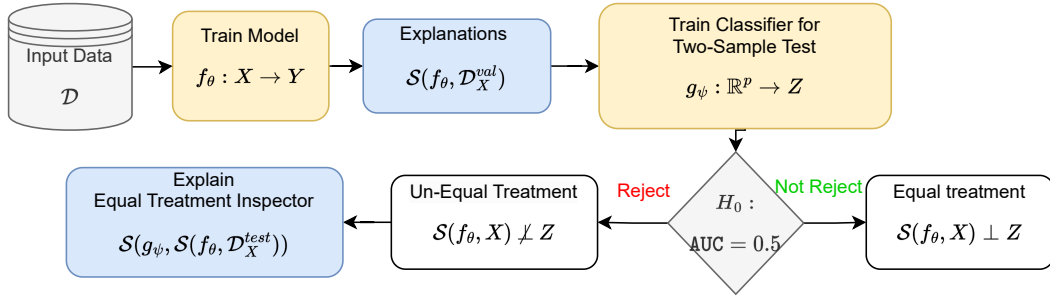 Input Data
𝒟
Train Model
f_θ : X → Y
Explanations
𝒮(f_θ, 𝒟_X^{val})
Train Classifier for
Two-Sample Test
g_ψ : ℝ^p → Z
Explain
Equal Treatment Inspector
𝒮(g_ψ, 𝒮(f_θ, 𝒟_X^{test}))
Un-Equal Treatment
𝒮(f_θ, X) ⊥̸ Z
Reject
H_0 :
AUC = 0.5
Not Reject
Equal treatment
𝒮(f_θ, X) ⊥ Z